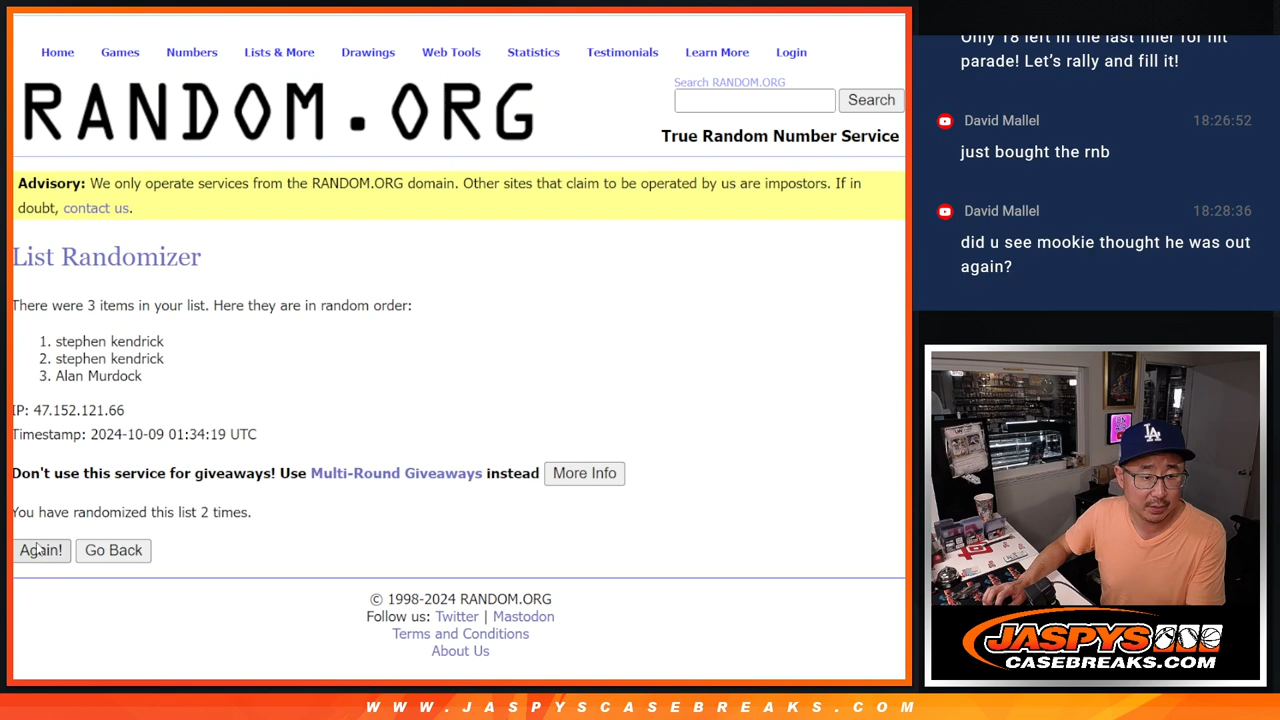 Home Games Numbers Lists & More Drawings Web Tools Statistics Testimonials Learn More Login
RANDOM.ORG
Search RANDOM.ORG
Search
True Random Number Service
Advisory: We only operate services from the RANDOM.ORG domain. Other sites that claim to be operated by us are impostors. If in
doubt, contact us.
List Randomizer
There were 3 items in your list. Here they are in random order:
1. stephen kendrick
2. stephen kendrick
3. Alan Murdock
IP: 47.152.121.66
Timestamp: 2024-10-09 01:34:19 UTC
Don't use this service for giveaways! Use Multi-Round Giveaways instead More Info
You have randomized this list 2 times.
Again! Go Back
© 1998-2024 RANDOM.ORG
Follow us: Twitter | Mastodon
Terms and Conditions
About Us
Only 18 left in the last filler for hit
parade! Let's rally and fill it!
David Mallel 18:26:52
just bought the rnb
David Mallel 18:28:36
did u see mookie thought he was out
again?
LA
JASPYS
CASEBREAKS.COM
WWW.JASPYSCASEBREAKS.COM